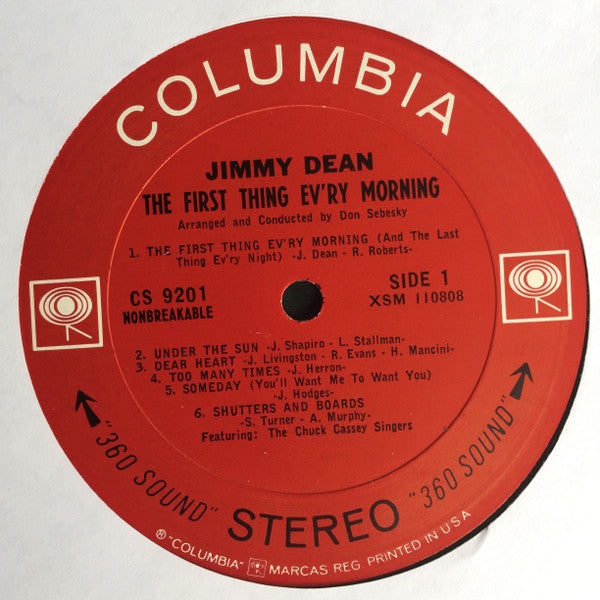 COLUMBIA
JIMMY DEAN
THE FIRST THING EV'RY MORNING
Arranged and Conducted by Don Sebesky
1. THE FIRST THING EV'RY MORNING (And The Last
Thing Ev'ry Night) -J. Dean - R. Roberts-
CS 9201
NONBREAKABLE
SIDE 1
XSM 110808
2. UNDER THE SUN -J. Shapiro - L. Stallman-
3. DEAR HEART -J. Livingston - R. Evans - H. Mancini-
4. TOO MANY TIMES -J. Herron-
5. SOMEDAY (You'll Want Me To Want You)
-J. Hodges-
6. SHUTTERS AND BOARDS
-S. Turner - A. Murphy-
Featuring: The Chuck Cassey Singers
"360 SOUND" STEREO "360 SOUND"
® "COLUMBIA" MARCAS REG. PRINTED IN U.S.A.